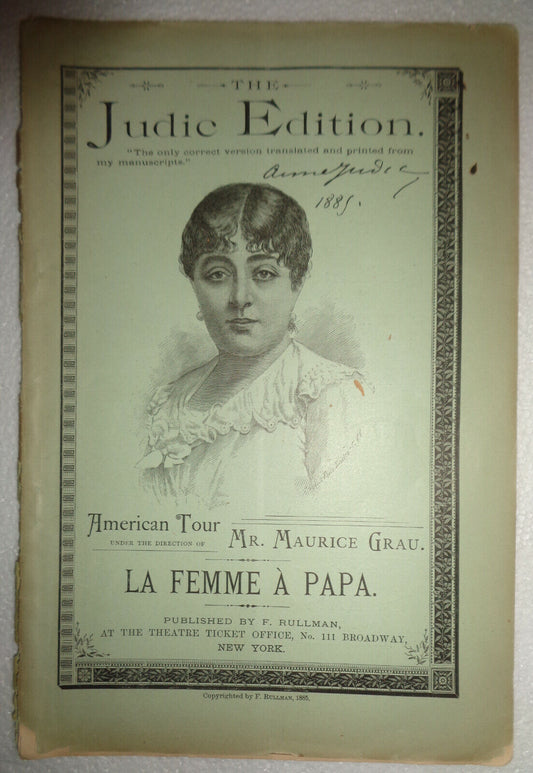 THE
Judic Edition.
"The only correct version translated and printed from
my manuscripts."
Anna Judic
1885.
American Tour
UNDER THE DIRECTION OF
MR. MAURICE GRAU.
LA FEMME À PAPA.
PUBLISHED BY F. RULLMAN,
AT THE THEATRE TICKET OFFICE, No. 111 BROADWAY,
NEW YORK.
Copyrighted by F. RULLMAN, 1885.